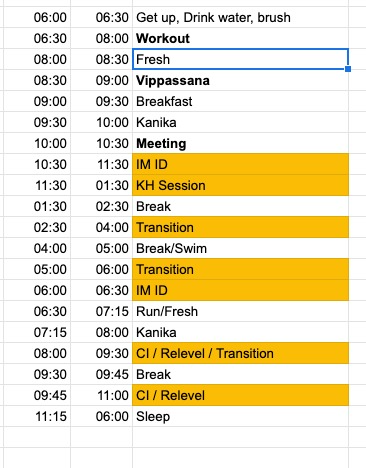 06:00 06:30 Get up, Drink water, brush
06:30 08:00 Workout
08:00 08:30 Fresh
08:30 09:00 Vippassana
09:00 09:30 Breakfast
09:30 10:00 Kanika
10:00 10:30 Meeting
10:30 11:30 IM ID
11:30 01:30 KH Session
01:30 02:30 Break
02:30 04:00 Transition
04:00 05:00 Break/Swim
05:00 06:00 Transition
06:00 06:30 IM ID
06:30 07:15 Run/Fresh
07:15 08:00 Kanika
08:00 09:30 CI / Relevel / Transition
09:30 09:45 Break
09:45 11:00 CI / Relevel
11:15 06:00 Sleep